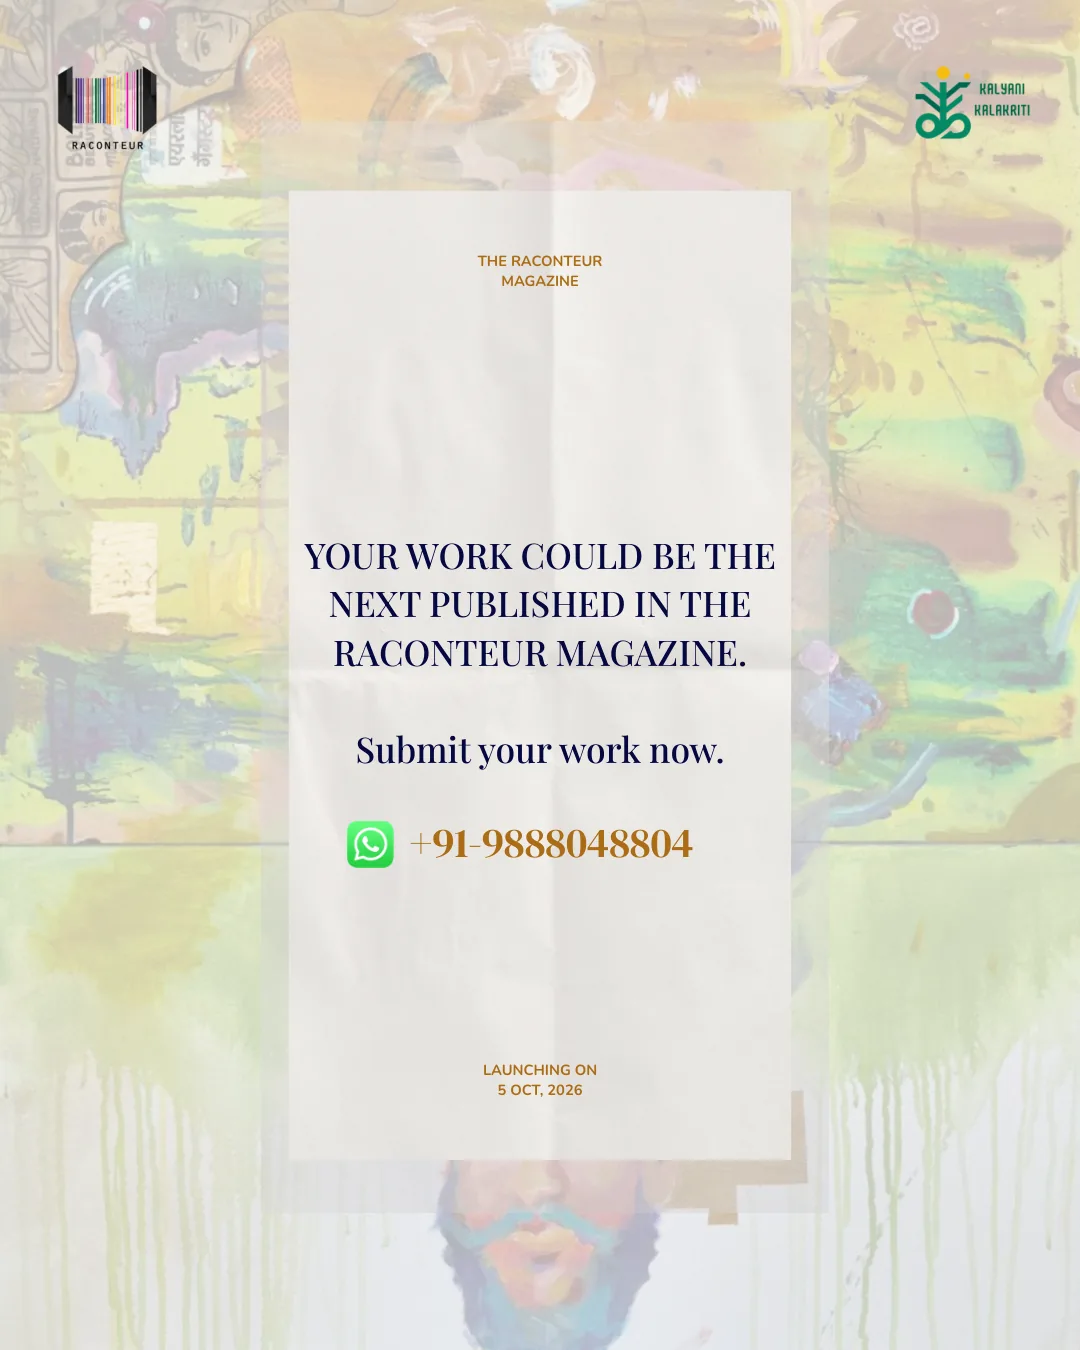 RACONTEUR
KALYANI
KALAKRITI
THE RACONTEUR
MAGAZINE
YOUR WORK COULD BE THE
NEXT PUBLISHED IN THE
RACONTEUR MAGAZINE.
Submit your work now.
+91-9888048804
LAUNCHING ON
5 OCT, 2026